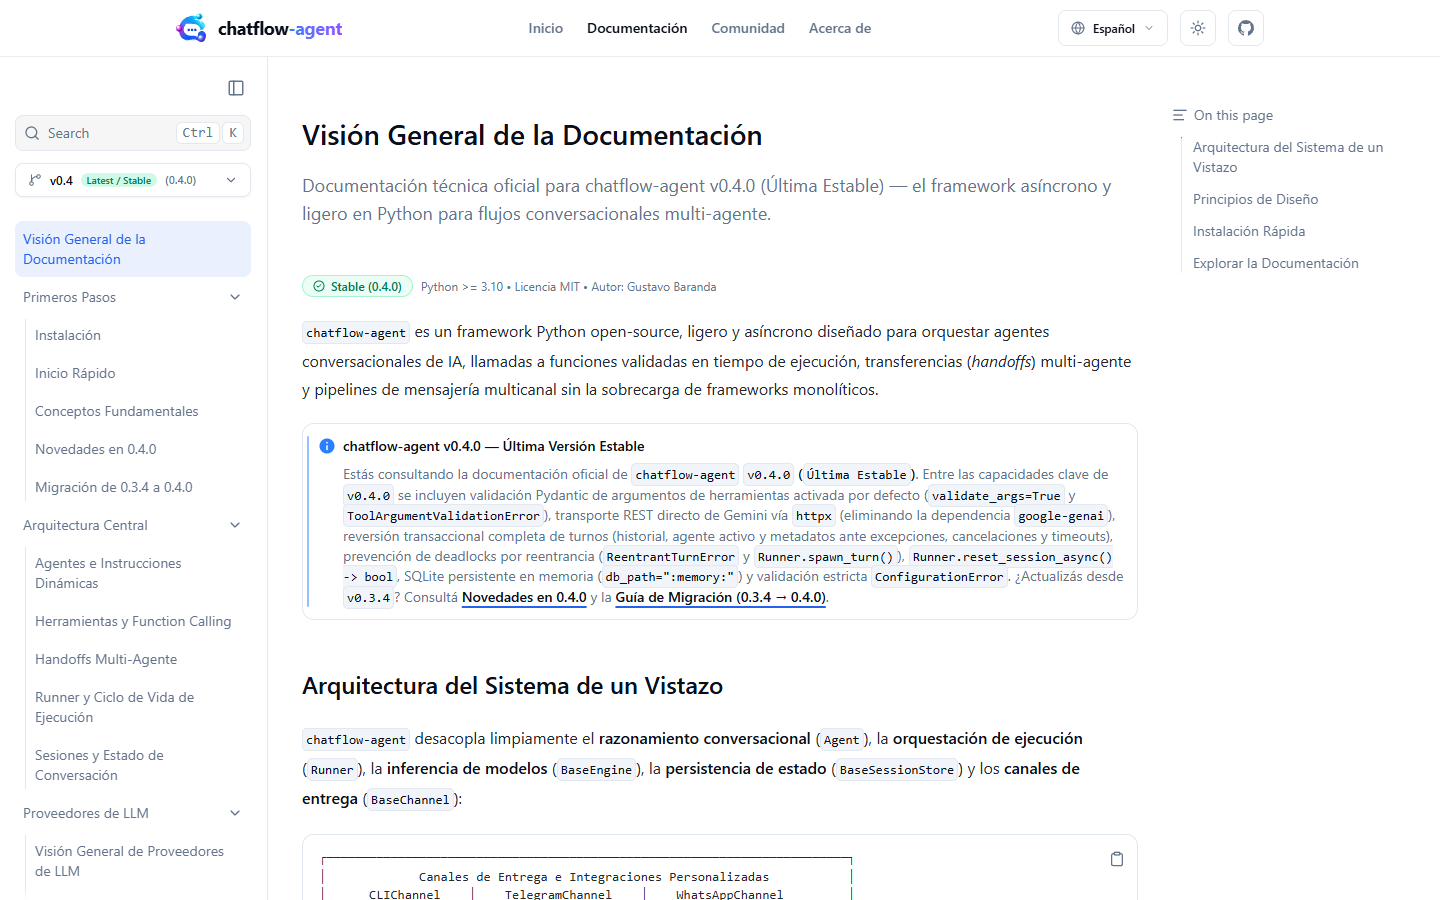 chatflow-agent
Inicio
Documentación
Comunidad
Acerca de
Español
Search
Ctrl K
v0.4 Latest / Stable (0.4.0)
Visión General de la
Documentación
Primeros Pasos
Instalación
Inicio Rápido
Conceptos Fundamentales
Novedades en 0.4.0
Migración de 0.3.4 a 0.4.0
Arquitectura Central
Agentes e Instrucciones
Dinámicas
Herramientas y Function Calling
Handoffs Multi-Agente
Runner y Ciclo de Vida de
Ejecución
Sesiones y Estado de
Conversación
Proveedores de LLM
Visión General de Proveedores
de LLM
Visión General de la Documentación
Documentación técnica oficial para chatflow-agent v0.4.0 (Última Estable) — el framework asíncrono y
ligero en Python para flujos conversacionales multi-agente.
Stable (0.4.0) Python >= 3.10 • Licencia MIT • Autor: Gustavo Baranda
chatflow-agent es un framework Python open-source, ligero y asíncrono diseñado para orquestar agentes
conversacionales de IA, llamadas a funciones validadas en tiempo de ejecución, transferencias (handoffs) multi-agente
y pipelines de mensajería multicanal sin la sobrecarga de frameworks monolíticos.
chatflow-agent v0.4.0 — Última Versión Estable
Estás consultando la documentación oficial de chatflow-agent v0.4.0 (Última Estable). Entre las capacidades clave de
v0.4.0 se incluyen validación Pydantic de argumentos de herramientas activada por defecto (validate_args=True y
ToolArgumentValidationError), transporte REST directo de Gemini vía httpx (eliminando la dependencia google-genai),
reversión transaccional completa de turnos (historial, agente activo y metadatos ante excepciones, cancelaciones y timeouts),
prevención de deadlocks por reentrancia (ReentrantTurnError y Runner.spawn_turn()), Runner.reset_session_async()
-> bool, SQLite persistente en memoria (db_path=":memory:") y validación estricta ConfigurationError. ¿Actualizás desde
v0.3.4? Consultá Novedades en 0.4.0 y la Guía de Migración (0.3.4 → 0.4.0).
Arquitectura del Sistema de un Vistazo
chatflow-agent desacopla limpiamente el razonamiento conversacional (Agent), la orquestación de ejecución
(Runner), la inferencia de modelos (BaseEngine), la persistencia de estado (BaseSessionStore) y los canales de
entrega (BaseChannel):
Canales de Entrega e Integraciones Personalizadas
CLIChannel | TelegramChannel | WhatsAppChannel
On this page
Arquitectura del Sistema de un
Vistazo
Principios de Diseño
Instalación Rápida
Explorar la Documentación